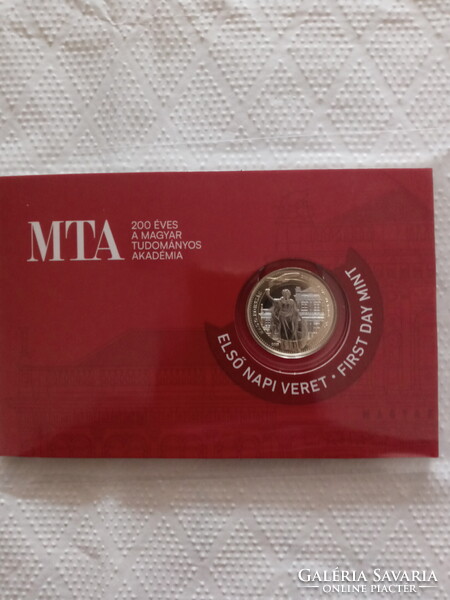 MTA
200 ÉVES
A MAGYAR
TUDOMÁNYOS
AKADÉMIA
ELSŐ NAPI VERET • FIRST DAY MINT
GALÉRIA SAVARIA
ONLINE PIACTÉR